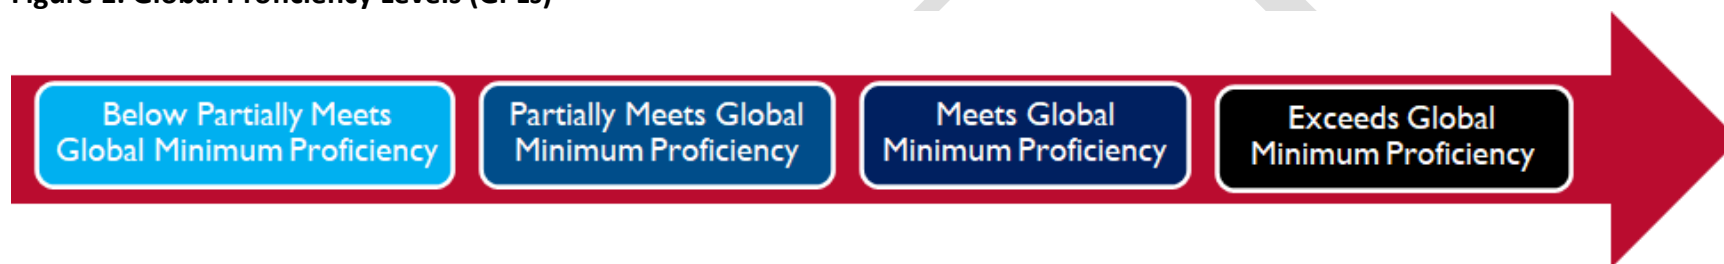 Below Partially Meets
Global Minimum Proficiency
Partially Meets Global
Minimum Proficiency
Meets Global
Minimum Proficiency
Exceeds Global
Minimum Proficiency